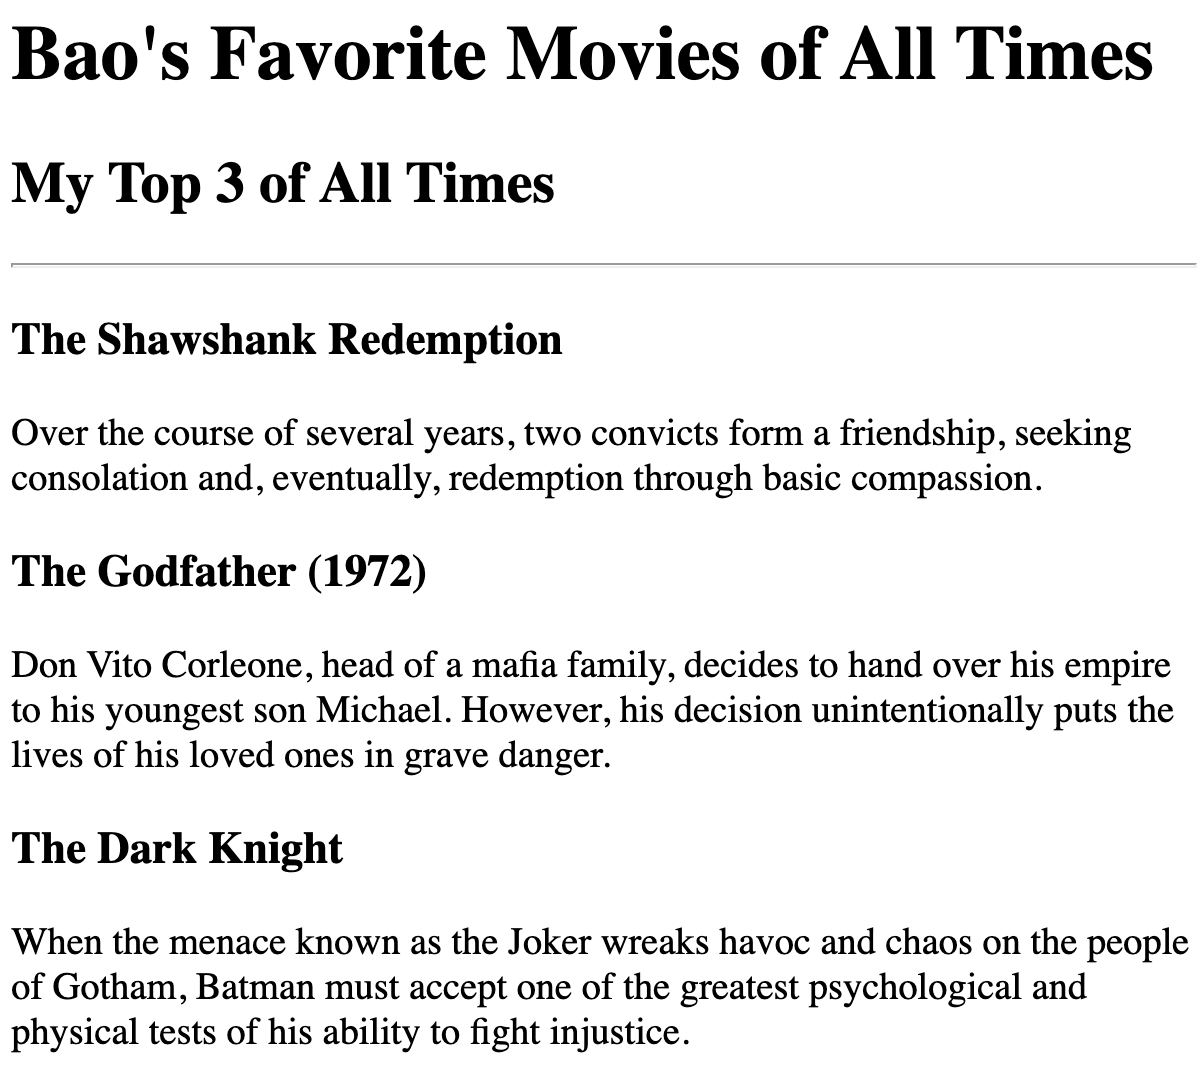 Bao's Favorite Movies of All Times
My Top 3 of All Times
The Shawshank Redemption
Over the course of several years, two convicts form a friendship, seeking
consolation and, eventually, redemption through basic compassion.
The Godfather (1972)
Don Vito Corleone, head of a mafia family, decides to hand over his empire
to his youngest son Michael. However, his decision unintentionally puts the
lives of his loved ones in grave danger.
The Dark Knight
When the menace known as the Joker wreaks havoc and chaos on the people
of Gotham, Batman must accept one of the greatest psychological and
physical tests of his ability to fight injustice.